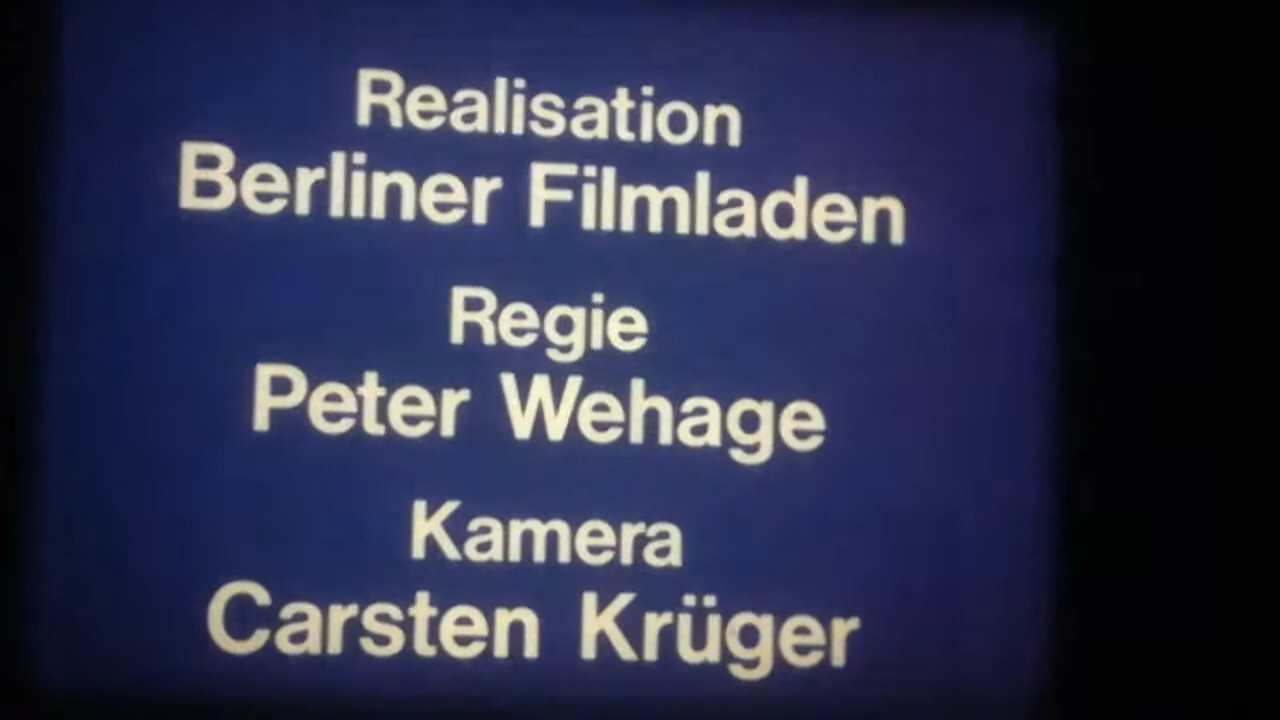 Realisation
Berliner Filmladen
Regie
Peter Wehage
Kamera
Carsten Krüger